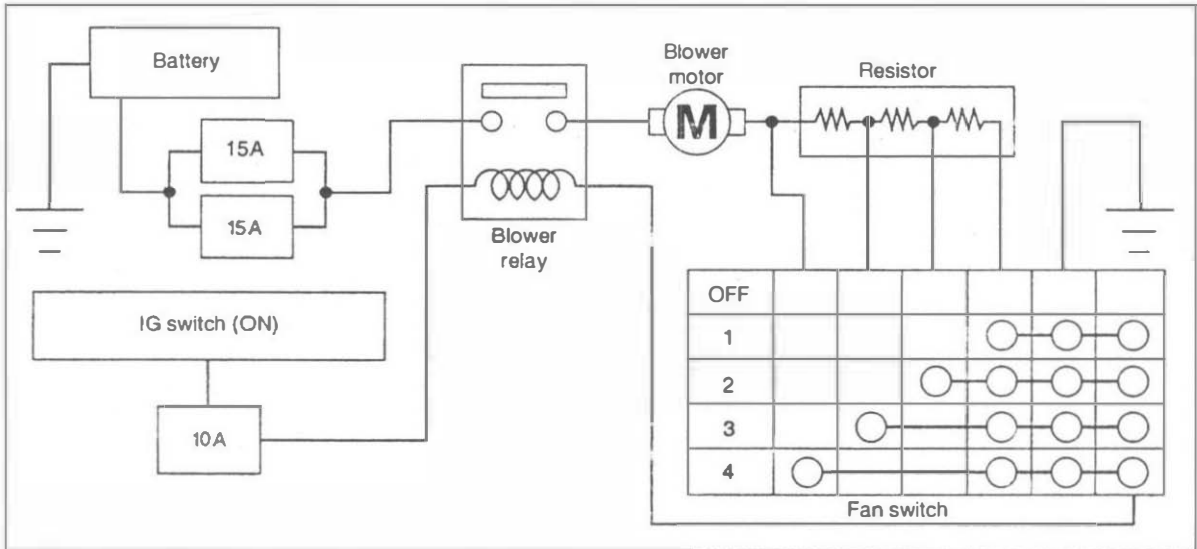 Battery
15A
15A
Blower
relay
Blower
motor
M
Resistor
IG switch (ON)
10A
OFF
1
2
3
4
Fan switch